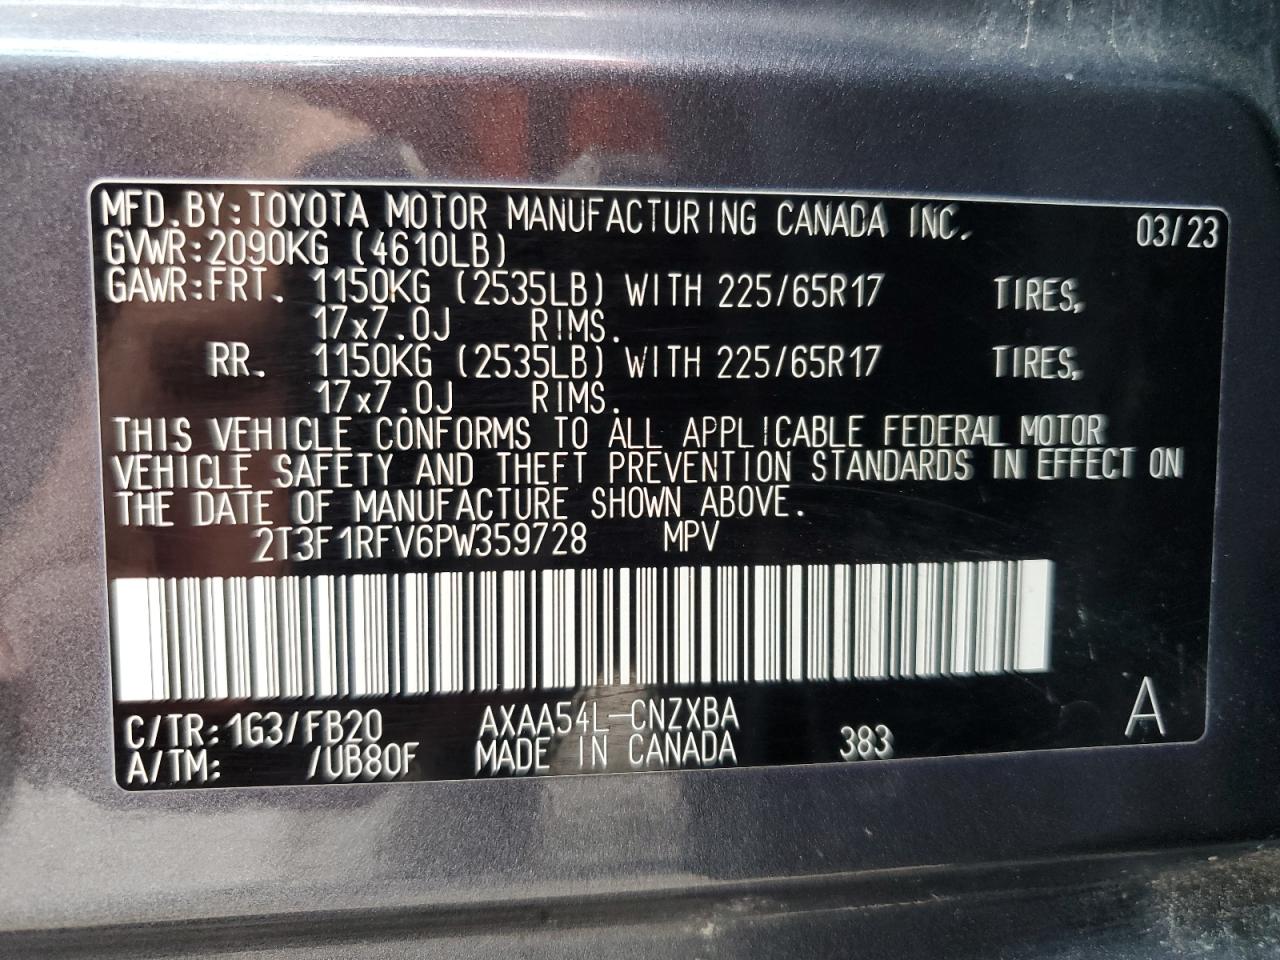 MFD.BY:TOYOTA MOTOR MANUFACTURING CANADA INC. 03/23
GVWR:2090KG (4610LB)
GAWR:FRT. 1150KG (2535LB) WITH 225/65R17 TIRES,
17x7.0J RIMS.
RR. 1150KG (2535LB) WITH 225/65R17 TIRES,
17x7.0J RIMS.
THIS VEHICLE CONFORMS TO ALL APPLICABLE FEDERAL MOTOR
VEHICLE SAFETY AND THEFT PREVENTION STANDARDS IN EFFECT ON
THE DATE OF MANUFACTURE SHOWN ABOVE.
2T3F1RFV6PW359728 MPV
C/TR:1G3/FB20 AXAA54L-CNZXBA A
A/TM: /UB80F MADE IN CANADA 383